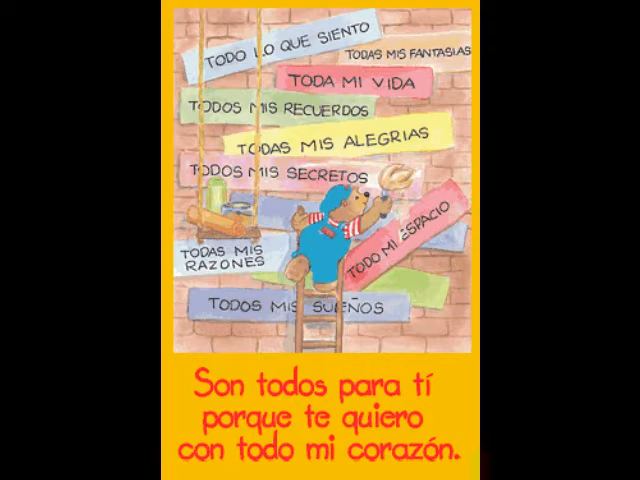 TODO LO QUE SIENTO
TODAS MIS FANTASIAS
TODA MI VIDA
TODOS MIS RECUERDOS
TODAS MIS ALEGRIAS
TODOS MIS SECRETOS
TODO MI ESPACIO
TODAS MIS
RAZONES
TODOS MIS SUEÑOS
Son todos para tí
porque te quiero
con todo mi corazón.